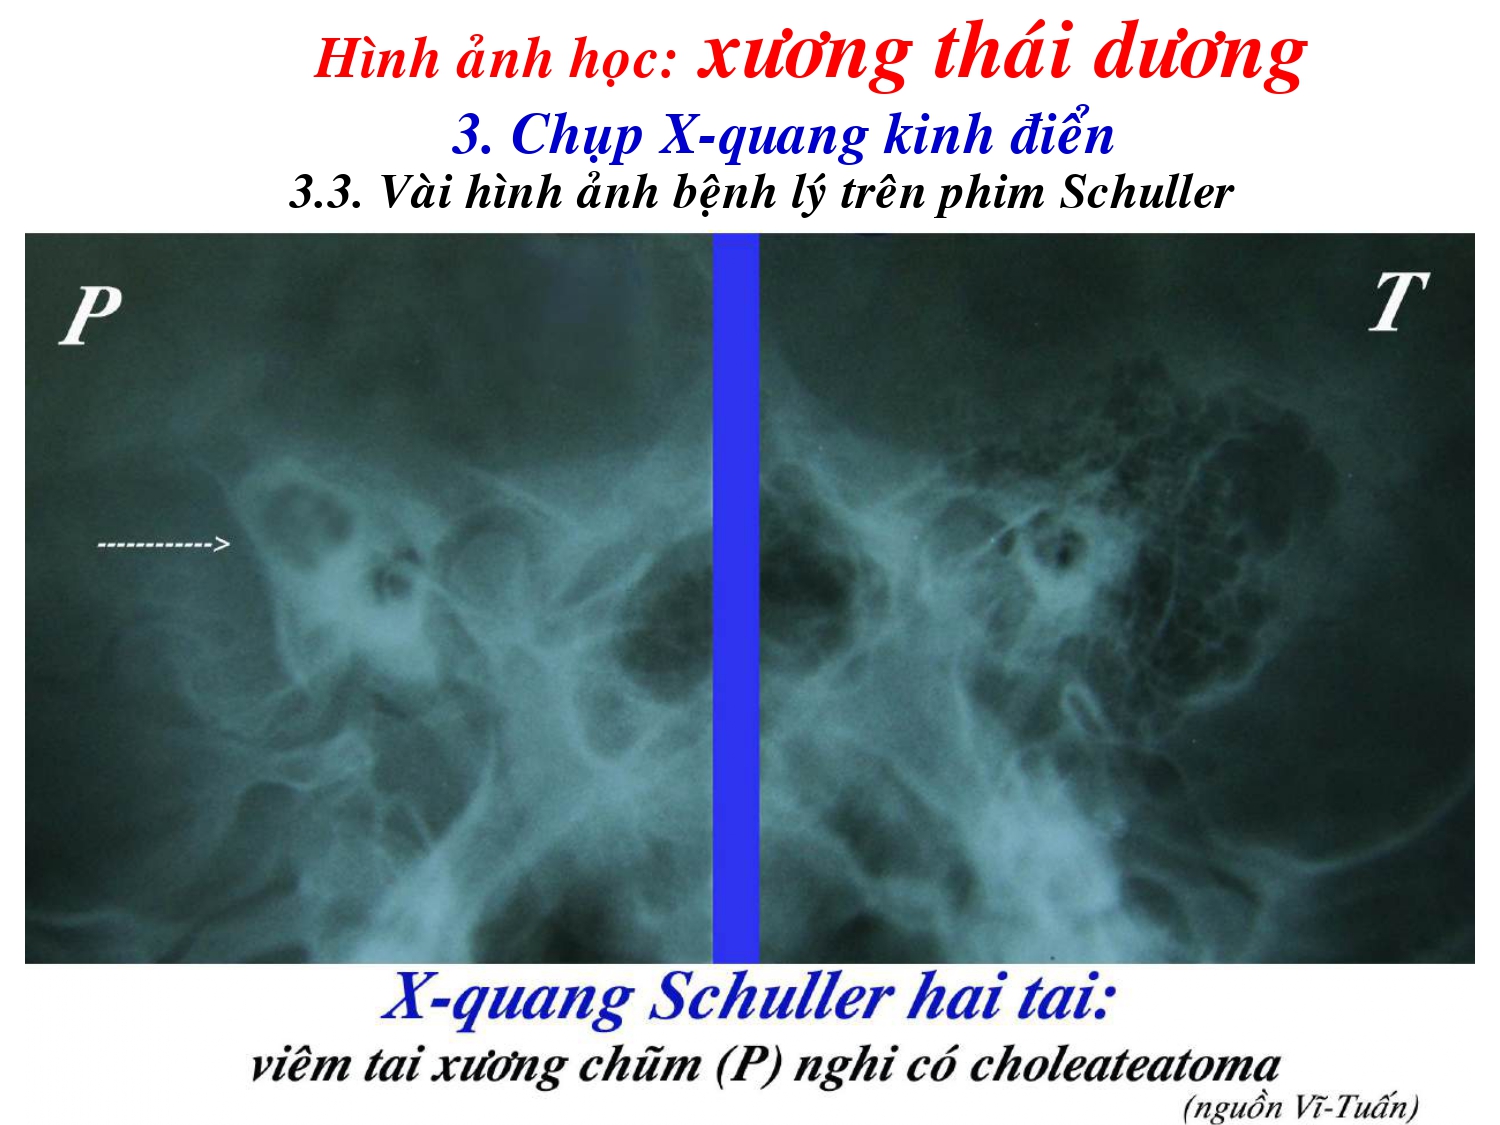 Hình ảnh học: xương thái dương
3. Chụp X-quang kinh điển
3.3. Vài hình ảnh bệnh lý trên phim Schuller
P
T
------------>
X-quang Schuller hai tai:
viêm tai xương chũm (P) nghi có choleateatoma
(nguồn Vĩ-Tuấn)